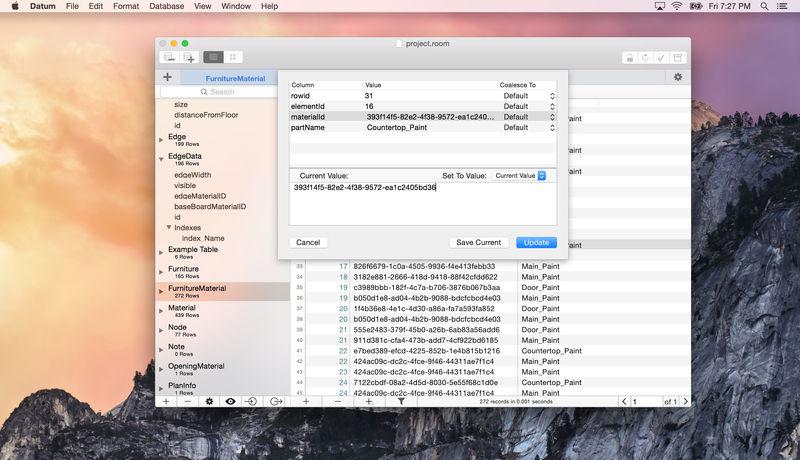 Datum File Edit Format Database View Window Help Fri 7:27 PM
project.room
FurnitureMaterial
Search
size
distanceFromFloor
id
Edge
199 Rows
EdgeData
196 Rows
edgeWidth
visible
edgeMaterialID
baseBoardMaterialID
id
Indexes
index_Name
Example Table
6 Rows
Furniture
165 Rows
FurnitureMaterial
272 Rows
Material
439 Rows
Node
77 Rows
Note
0 Rows
OpeningMaterial
1 Rows
PlanInfo
1 Rows
Column Value Coalesce To
rowid 31 Default
elementId 16 Default
materialId 393f14f5-82e2-4f38-9572-ea1c240... Default
partName Countertop_Paint Default
Current Value: Set To Value: Current Value
393f14f5-82e2-4f38-9572-ea1c2405bd36
Cancel Save Current Update
33 17 826f6679-1c0a-4505-9936-f4e413febb33 Main_Paint
34 18 3182e881-2666-418d-9418-88f42cfdd622 Main_Paint
35 19 c3989bbb-182f-4c7a-b706-3876b067b3aa Door_Paint
36 19 b050d1e8-ad04-4b2b-9088-bdcfcbcd4e03 Main_Paint
37 20 1f4b36e8-4e1c-4d30-a86a-fa7a593fa852 Door_Paint
38 20 b050d1e8-ad04-4b2b-9088-bdcfcbcd4e03 Main_Paint
39 21 555e2483-379f-45b0-a26b-6ab83a56add6 Door_Paint
40 21 911d381c-cfa4-473b-add7-4cf922bd6185 Main_Paint
41 22 e7bed389-efcd-4225-852b-1e4b815b1216 Countertop_Paint
42 22 424ac09c-dc2c-4fce-9f46-44311ae7f1c4 Main_Paint
43 23 424ac09c-dc2c-4fce-9f46-44311ae7f1c4 Main_Paint
44 24 7122cbdf-08a2-4d5d-8030-5e55f68c1d0e Countertop_Paint
45 24 424ac09c-dc2c-4fce-9f46-44311ae7f1c4 Main_Paint
272 records in 0.001 seconds 1 of 1